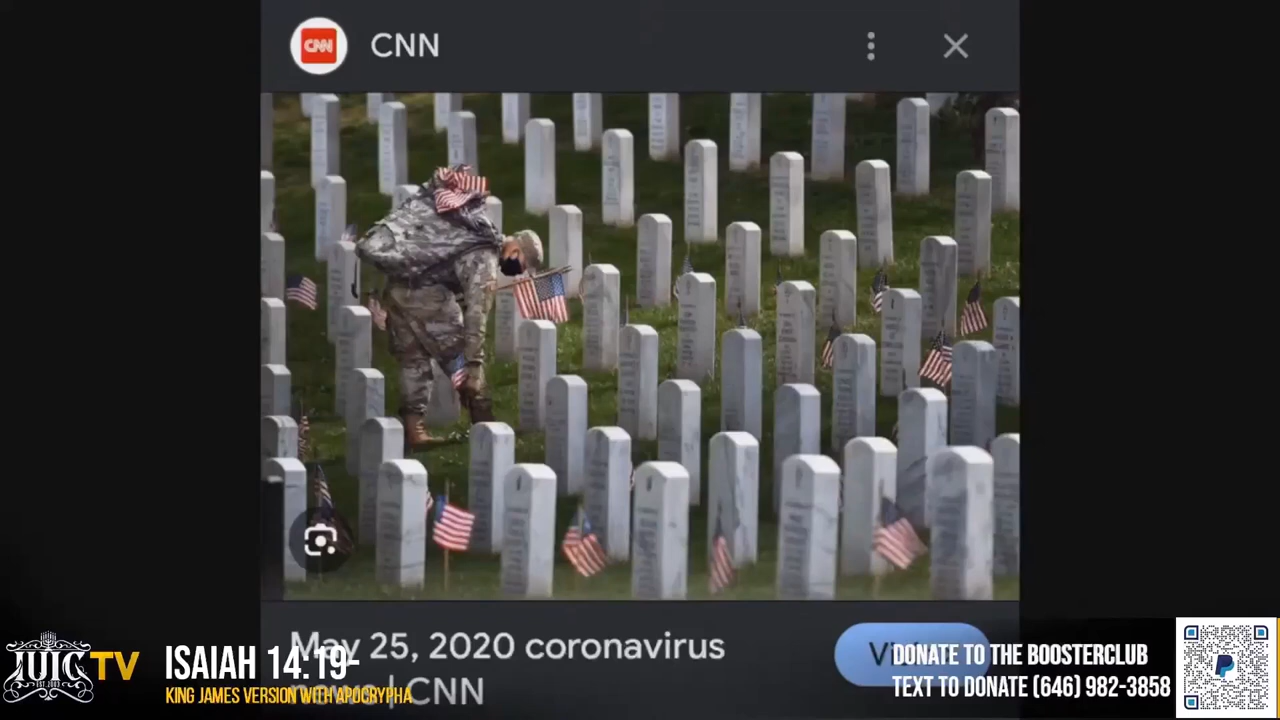 CNN
CNN
May 25, 2020 coronavirus
IUIC TV
ISAIAH 14:19-
KING JAMES VERSION WITH APOCRYPHA
CNN
DONATE TO THE BOOSTERCLUB
TEXT TO DONATE (646) 982-3858